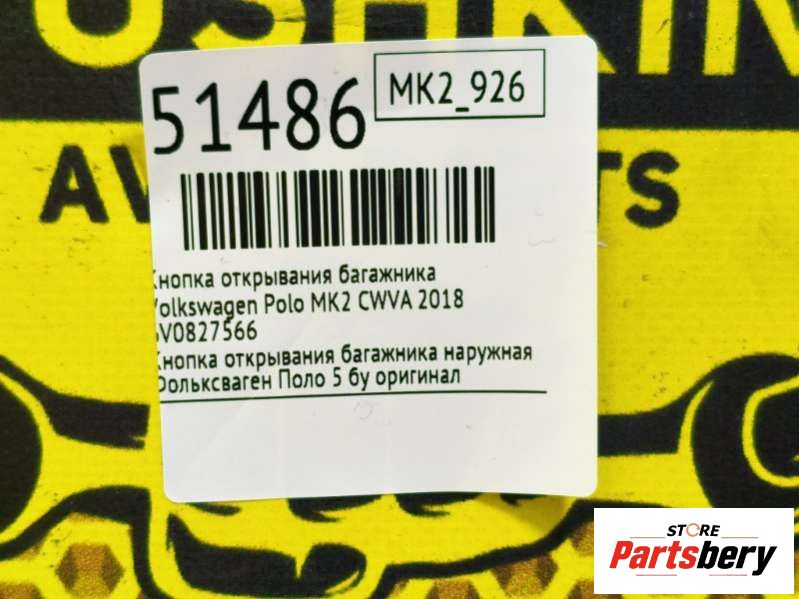 51486
MK2_926
Кнопка открывания багажника
Volkswagen Polo MK2 CWVA 2018
6V0827566
Кнопка открывания багажника наружная
Фольксваген Поло 5 бу оригинал
STORE
Partsbery